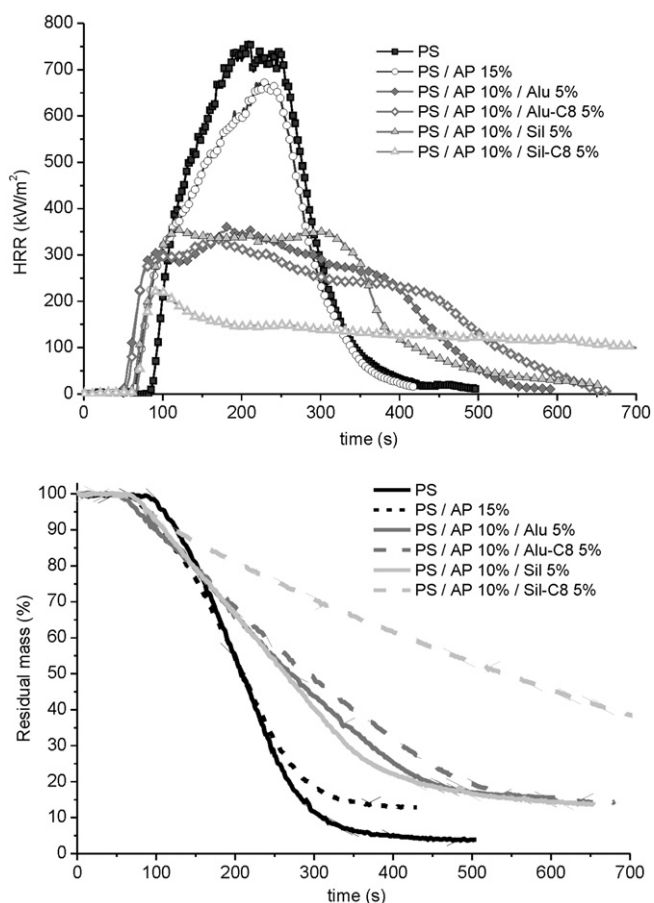 800
700
600
500
400
300
200
100
0
HRR (kW/m²)
PS
PS / AP 15%
PS / AP 10% / Alu 5%
PS / AP 10% / Alu-C8 5%
PS / AP 10% / Sil 5%
PS / AP 10% / Sil-C8 5%
0 100 200 300 400 500 600 700
time (s)
100
90
80
70
60
50
40
30
20
10
0
Residual mass (%)
PS
PS / AP 15%
PS / AP 10% / Alu 5%
PS / AP 10% / Alu-C8 5%
PS / AP 10% / Sil 5%
PS / AP 10% / Sil-C8 5%
0 100 200 300 400 500 600 700
time (s)